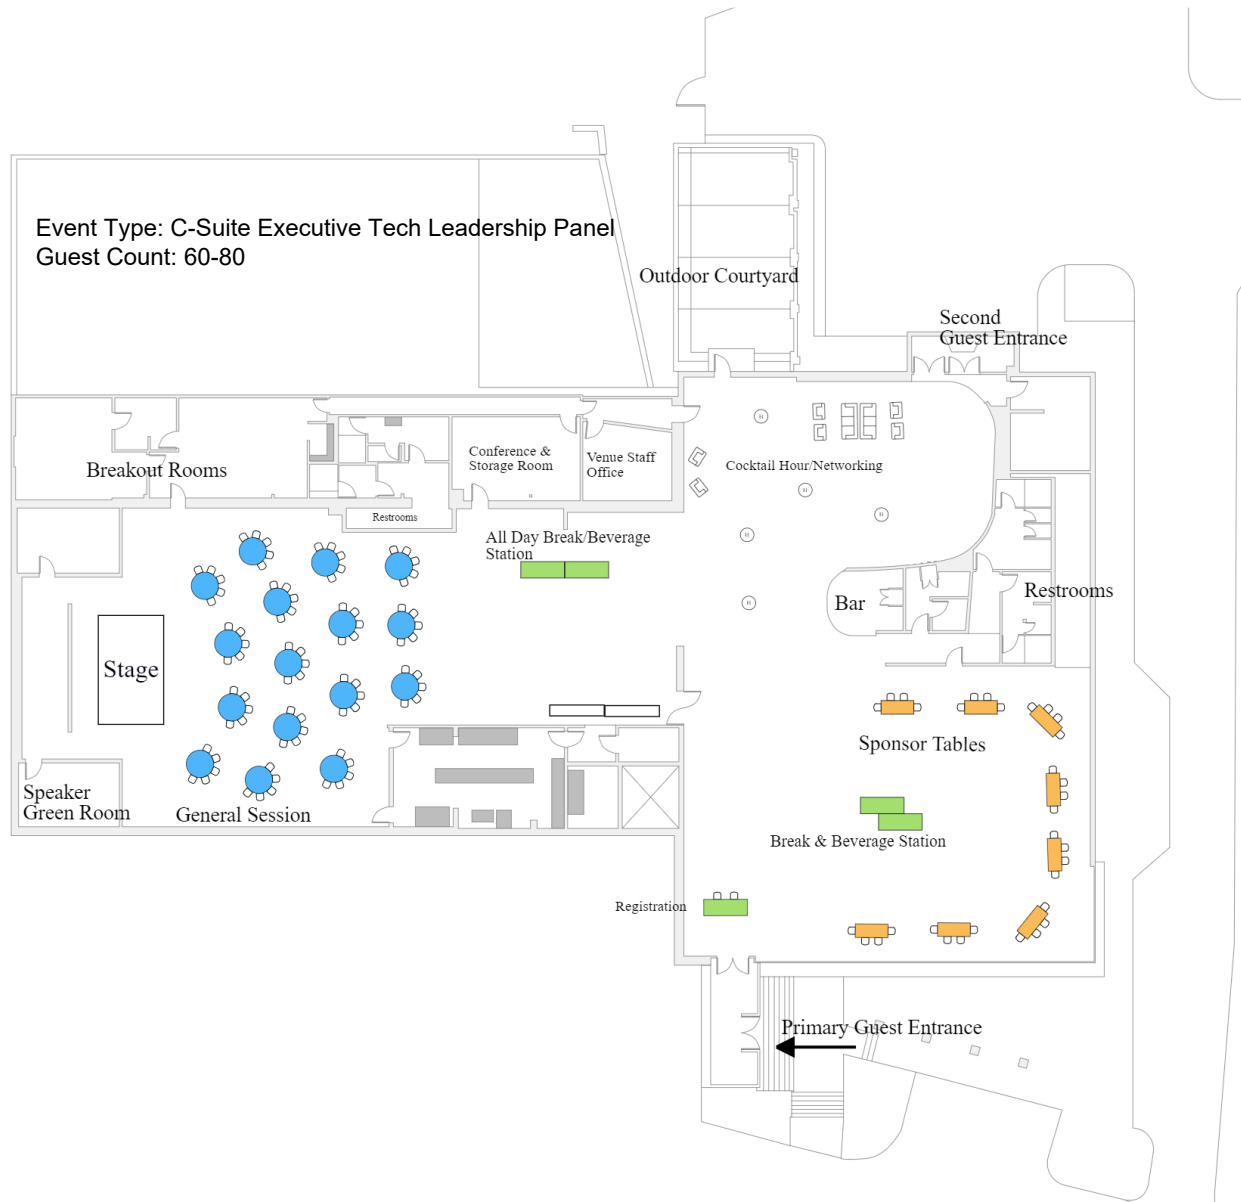 Event Type: C-Suite Executive Tech Leadership Panel
Guest Count: 60-80
Outdoor Courtyard
Second
Guest Entrance
Breakout Rooms
Conference &
Storage Room
Venue Staff
Office
Cocktail Hour/Networking
Restrooms
All Day Break/Beverage
Station
Bar
Restrooms
Stage
Sponsor Tables
Speaker
Green Room
General Session
Break & Beverage Station
Registration
Primary Guest Entrance